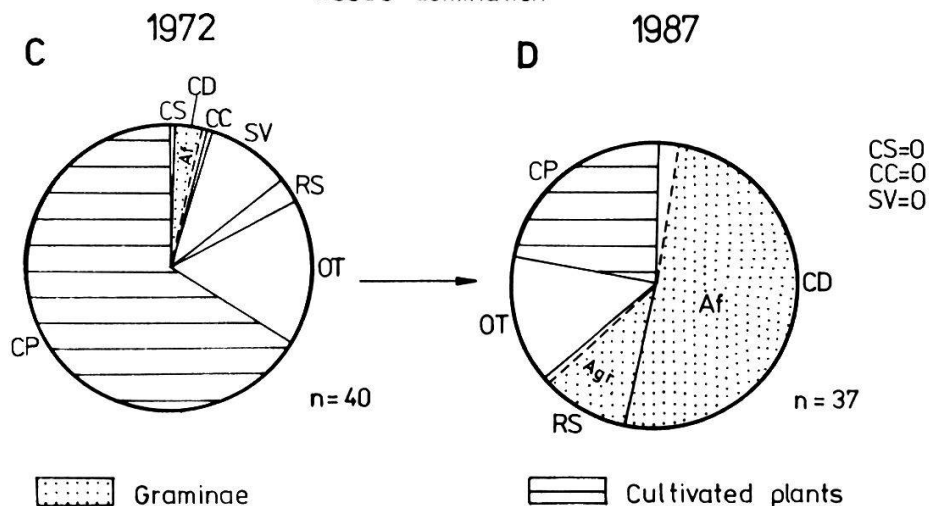 1972
1987
C
D
CS
CD
CC
SV
Af
RS
OT
CP
n=40
CP
CD
Af
OT
Agr.
RS
n=37
CS=0
CC=0
SV=0
Graminae
Cultivated plants